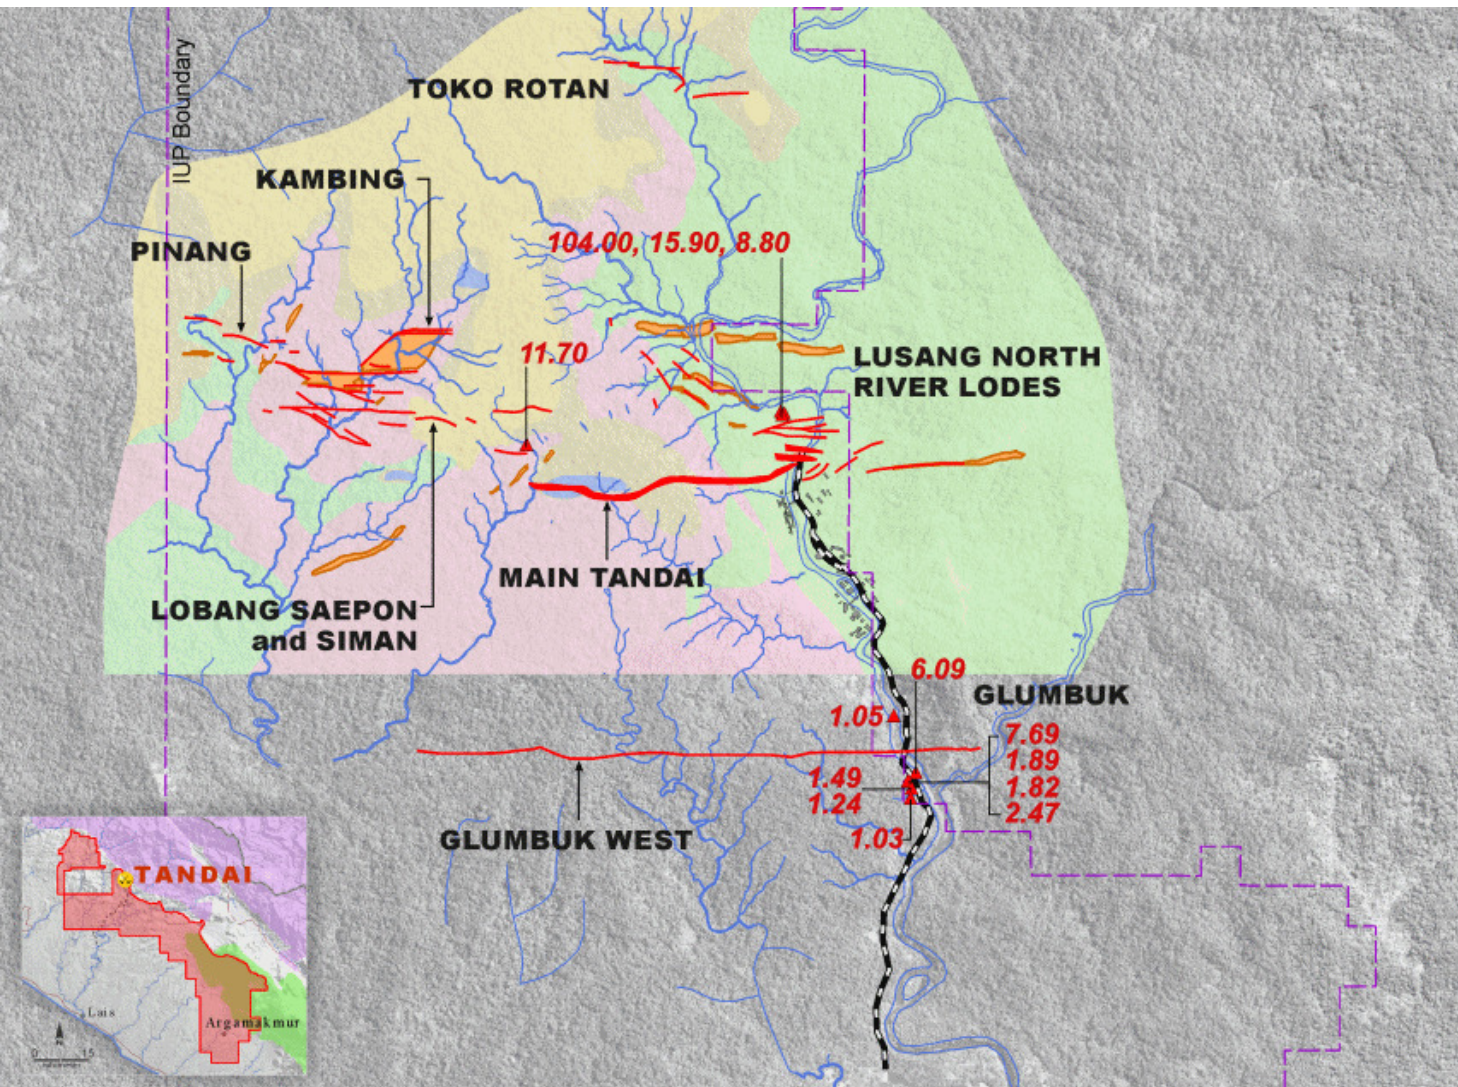 IUP Boundary
TOKO ROTAN
KAMBING
PINANG
104.00, 15.90, 8.80
11.70
LUSANG NORTH
RIVER LODES
MAIN TANDAI
LOBANG SAEPON
and SIMAN
6.09
GLUMBUK
1.05
7.69
1.89
1.82
2.47
1.49
1.24
1.03
GLUMBUK WEST
TANDAI
Lais
Argamakmur
N
0 15